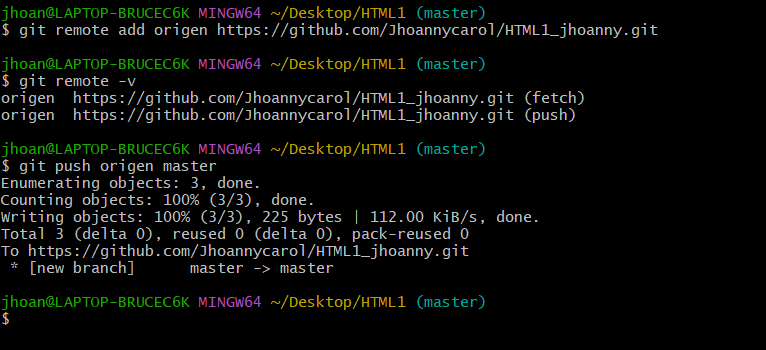 jhoan@LAPTOP-BRUCEC6K MINGW64 ~/Desktop/HTML1 (master)
$ git remote add origen https://github.com/Jhoannycarol/HTML1_jhoanny.git
jhoan@LAPTOP-BRUCEC6K MINGW64 ~/Desktop/HTML1 (master)
$ git remote -v
origen  https://github.com/Jhoannycarol/HTML1_jhoanny.git (fetch)
origen  https://github.com/Jhoannycarol/HTML1_jhoanny.git (push)
jhoan@LAPTOP-BRUCEC6K MINGW64 ~/Desktop/HTML1 (master)
$ git push origen master
Enumerating objects: 3, done.
Counting objects: 100% (3/3), done.
Writing objects: 100% (3/3), 225 bytes | 112.00 KiB/s, done.
Total 3 (delta 0), reused 0 (delta 0), pack-reused 0
To https://github.com/Jhoannycarol/HTML1_jhoanny.git
 * [new branch]      master -> master
jhoan@LAPTOP-BRUCEC6K MINGW64 ~/Desktop/HTML1 (master)
$